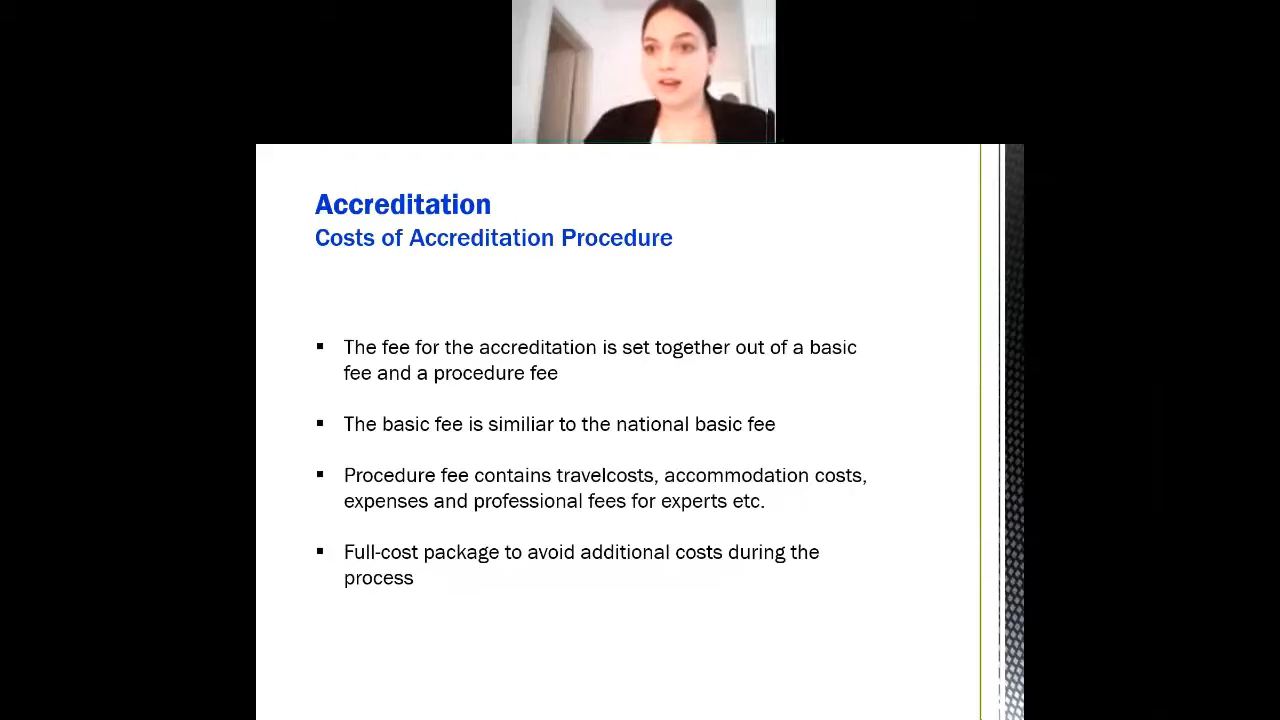 Accreditation
Costs of Accreditation Procedure
▪ The fee for the accreditation is set together out of a basic
fee and a procedure fee
▪ The basic fee is similiar to the national basic fee
▪ Procedure fee contains travelcosts, accommodation costs,
expenses and professional fees for experts etc.
▪ Full-cost package to avoid additional costs during the
process